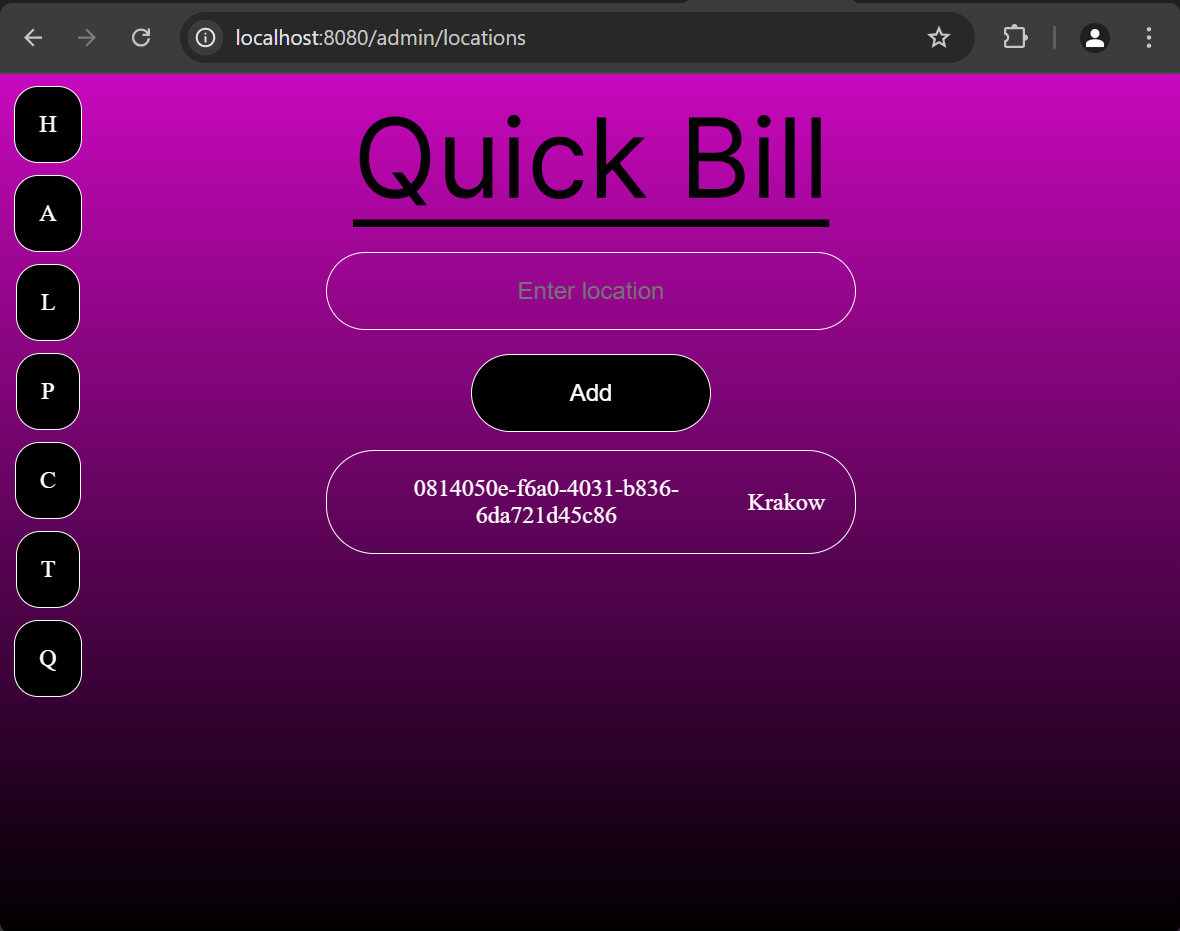 localhost:8080/admin/locations
H
A
L
P
C
T
Q
Quick Bill
Enter location
Add
0814050e-f6a0-4031-b836-
6da721d45c86
Krakow